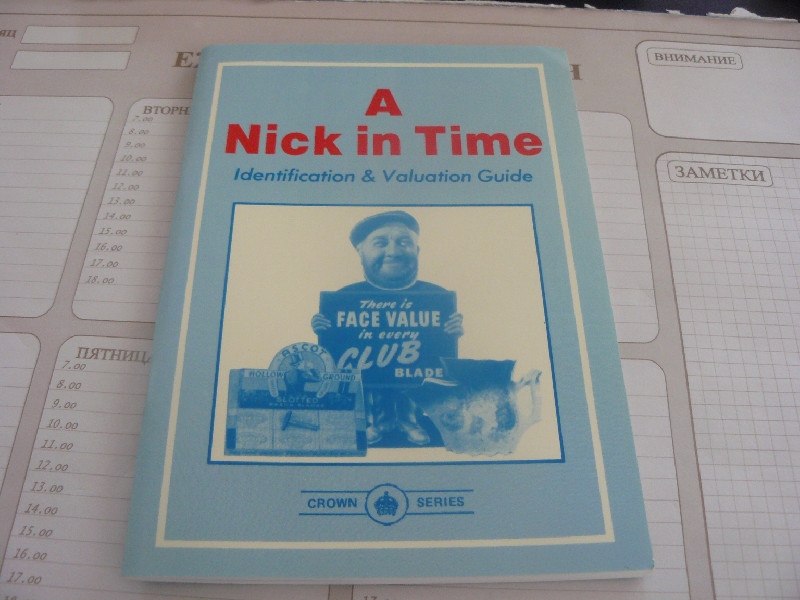 ВНИМАНИЕ
ЗАМЕТКИ
ВТОРН
7.00
8.00
9.00
10.00
11.00
12.00
13.00
14.00
15.00
16.00
17.00
18.00
ПЯТНИЦА
7.00
8.00
9.00
10.00
11.00
12.00
13.00
14.00
15.00
16.00
17.00
A
Nick in Time
Identification & Valuation Guide
There is
FACE VALUE
in every
CLUB
BLADE
ASCOT
HOLLOW GROUND
SLOTTED
CROWN SERIES